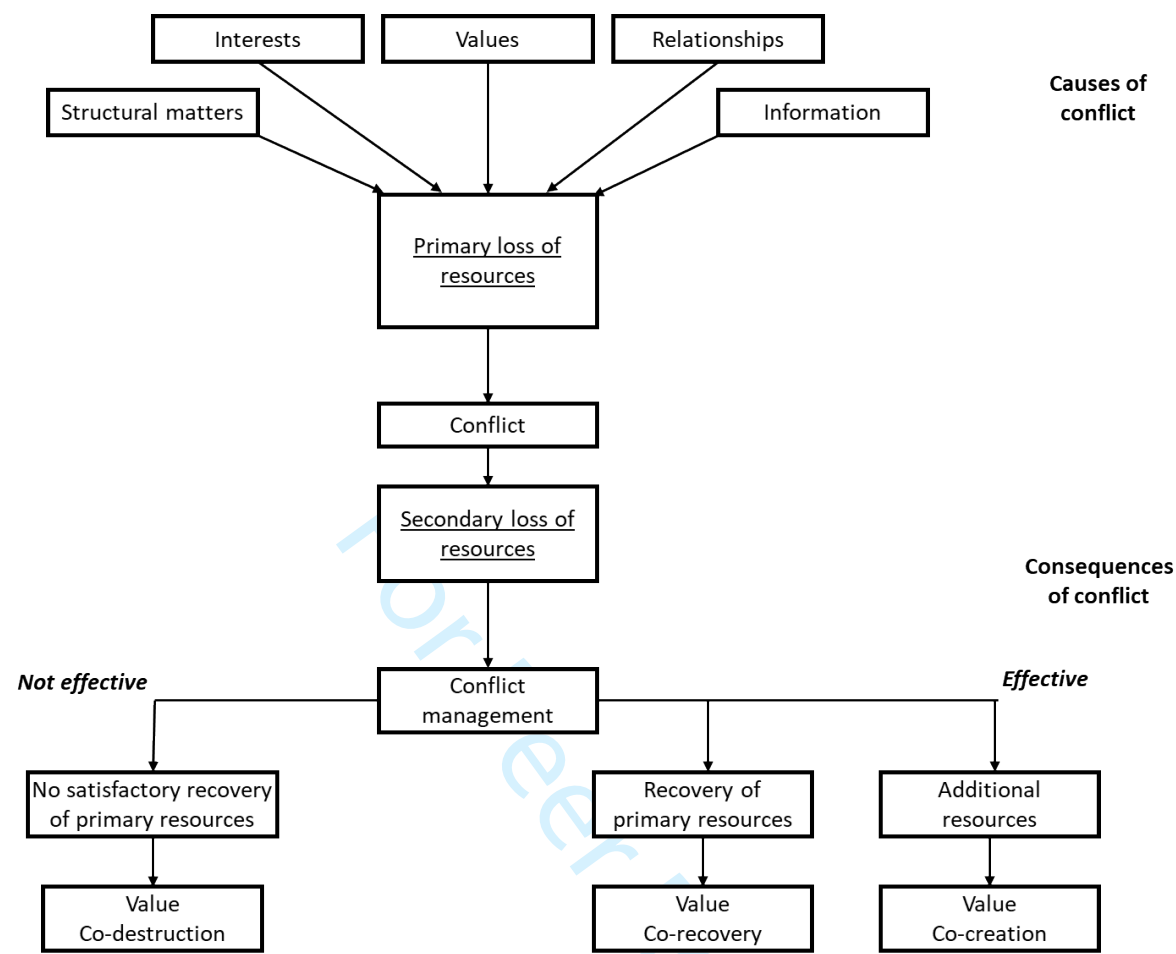 Interests
Values
Relationships
Structural matters
Information
Causes of
conflict
Primary loss of
resources
Conflict
Secondary loss of
resources
Consequences
of conflict
Not effective
Conflict
management
Effective
No satisfactory recovery
of primary resources
Recovery of
primary resources
Additional
resources
Value
Co-destruction
Value
Co-recovery
Value
Co-creation